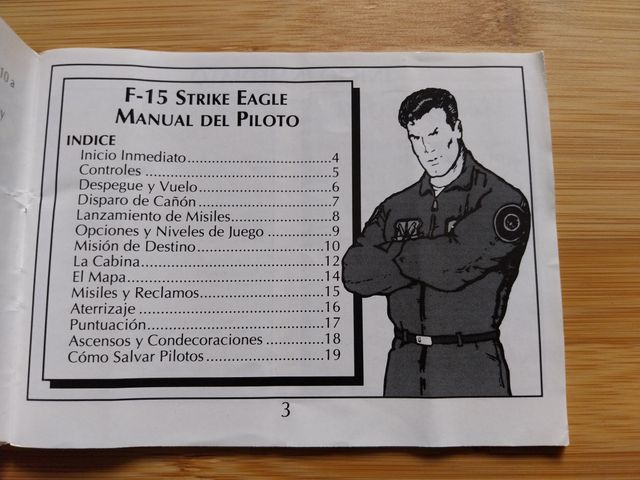 10 a
y
F-15 STRIKE EAGLE
MANUAL DEL PILOTO
INDICE
Inicio Inmediato..............................4
Controles ........................................5
Despegue y Vuelo............................6
Disparo de Cañón............................7
Lanzamiento de Misiles.....................8
Opciones y Niveles de Juego ............9
Misión de Destino..........................10
La Cabina......................................12
El Mapa.........................................14
Misiles y Reclamos.........................15
Aterrizaje ......................................16
Puntuación....................................17
Ascensos y Condecoraciones ..........18
Cómo Salvar Pilotos.......................19
3